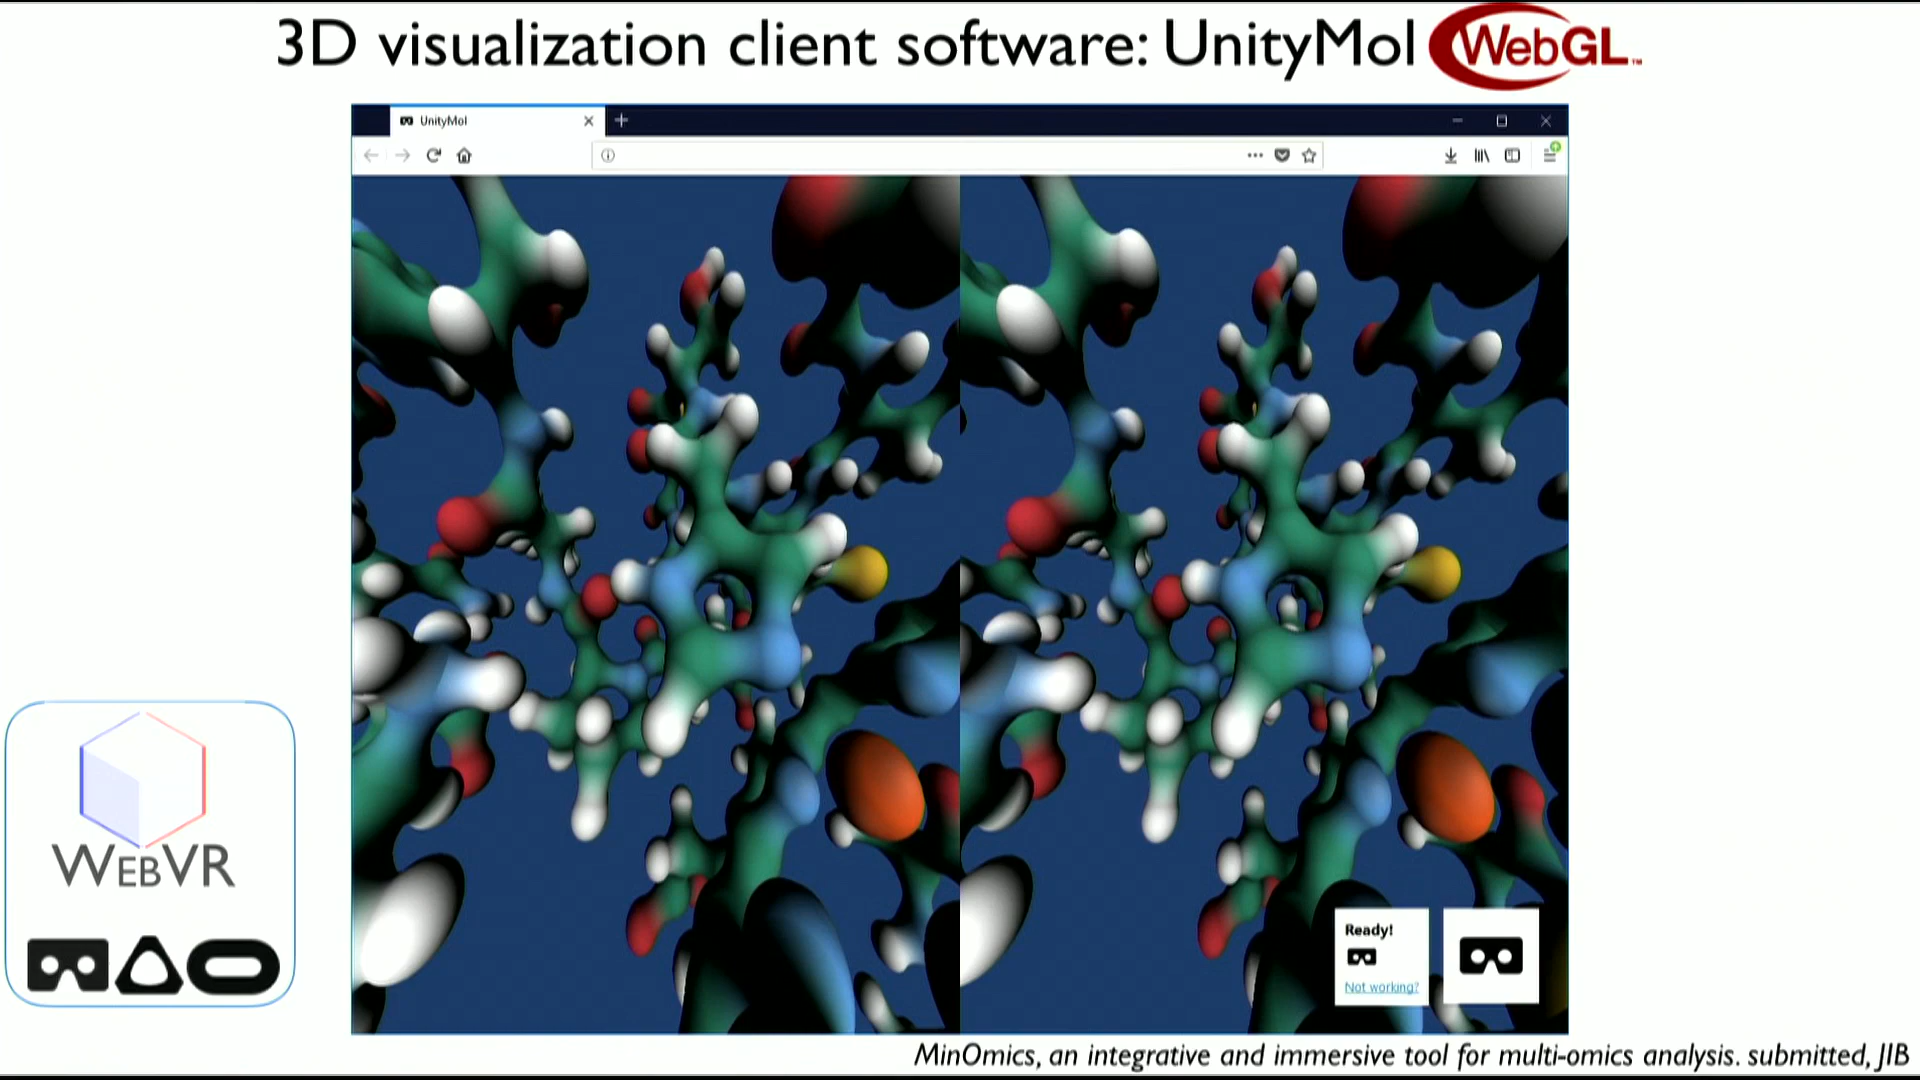 3D visualization client software: UnityMol WebGL™
UnityMol
WebVR
Ready!
Not working?
MinOmics, an integrative and immersive tool for multi-omics analysis. submitted, JIB